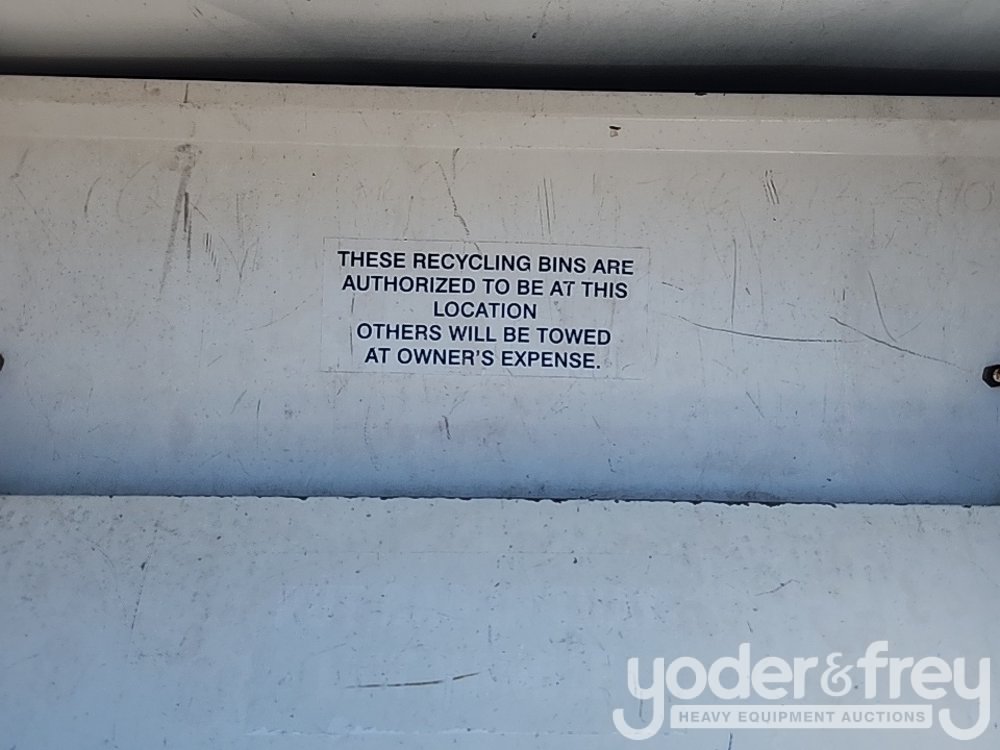 THESE RECYCLING BINS ARE
AUTHORIZED TO BE AT THIS
LOCATION
OTHERS WILL BE TOWED
AT OWNER'S EXPENSE.
yoder&frey
HEAVY EQUIPMENT AUCTIONS